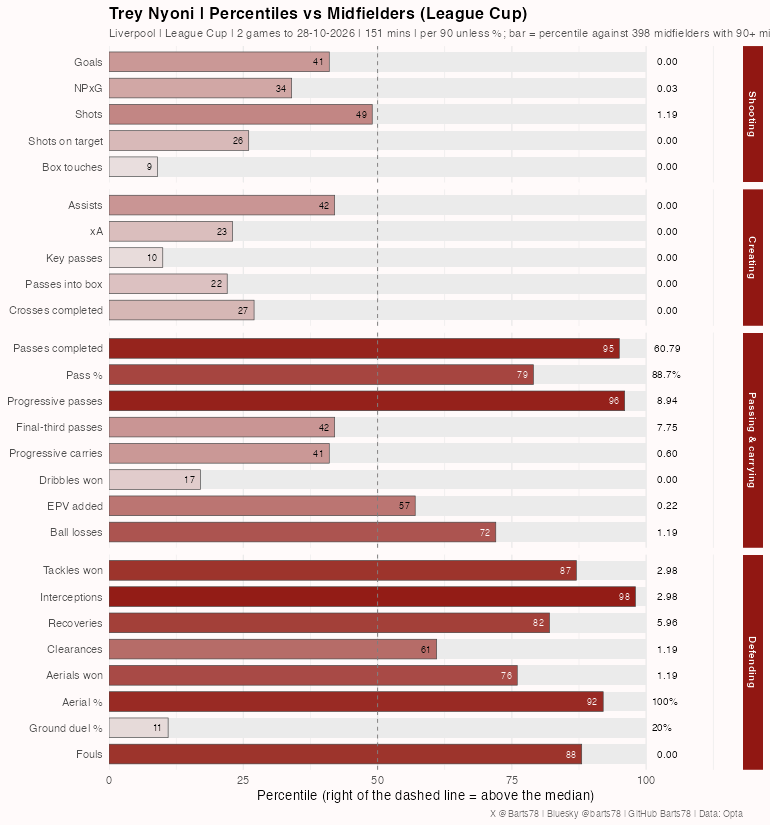 Trey Nyoni | Percentiles vs Midfielders (League Cup)
Liverpool | League Cup | 2 games to 28-10-2026 | 151 mins | per 90 unless %; bar = percentile against 398 midfielders with 90+ mi
Goals 41 0.00
NPxG 34 0.03
Shots 49 1.19
Shots on target 26 0.00
Box touches 9 0.00
Shooting
Assists 42 0.00
xA 23 0.00
Key passes 10 0.00
Passes into box 22 0.00
Crosses completed 27 0.00
Creating
Passes completed 95 60.79
Pass % 79 88.7%
Progressive passes 96 8.94
Final-third passes 42 7.75
Progressive carries 41 0.60
Dribbles won 17 0.00
EPV added 57 0.22
Ball losses 72 1.19
Passing & carrying
Tackles won 87 2.98
Interceptions 98 2.98
Recoveries 82 5.96
Clearances 61 1.19
Aerials won 76 1.19
Aerial % 92 100%
Ground duel % 11 20%
Fouls 88 0.00
Defending
0 25 50 75 100
Percentile (right of the dashed line = above the median)
X @Barts78 | Bluesky @barts78 | GitHub Barts78 | Data: Opta